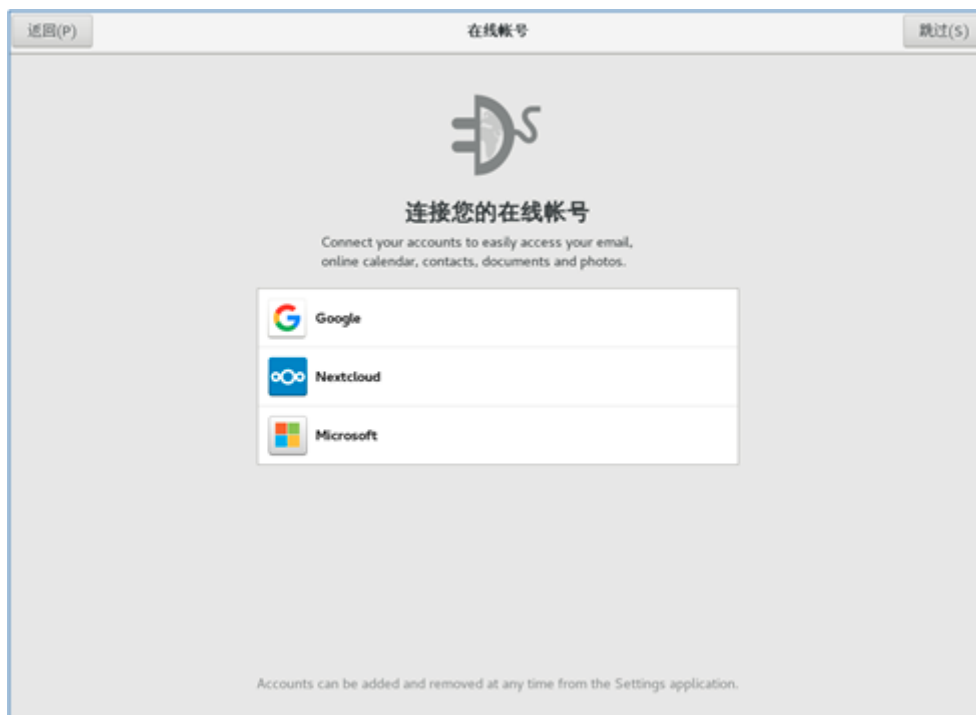 返回(P)
在线帐号
跳过(S)
连接您的在线帐号
Connect your accounts to easily access your email,
online calendar, contacts, documents and photos.
Google
Nextcloud
Microsoft
Accounts can be added and removed at any time from the Settings application.